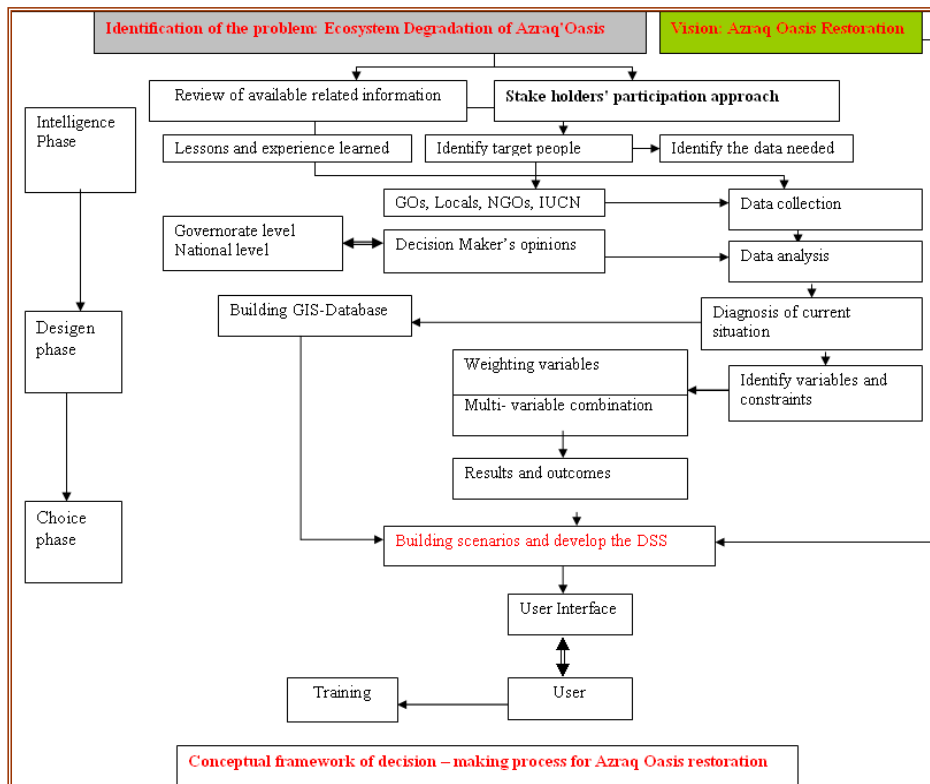 Identification of the problem: Ecosystem Degradation of Azraq'Oasis
Vision: Azraq Oasis Restoration
Review of available related information
Stake holders' participation approach
Intelligence
Phase
Lessons and experience learned
Identify target people
Identify the data needed
GOs, Locals, NGOs, IUCN
Data collection
Governorate level
National level
Decision Maker's opinions
Data analysis
Building GIS-Database
Diagnosis of current
situation
Desigen
phase
Weighting variables
Multi- variable combination
Identify variables and
constraints
Results and outcomes
Choice
phase
Building scenarios and develop the DSS
User Interface
Training
User
Conceptual framework of decision – making process for Azraq Oasis restoration